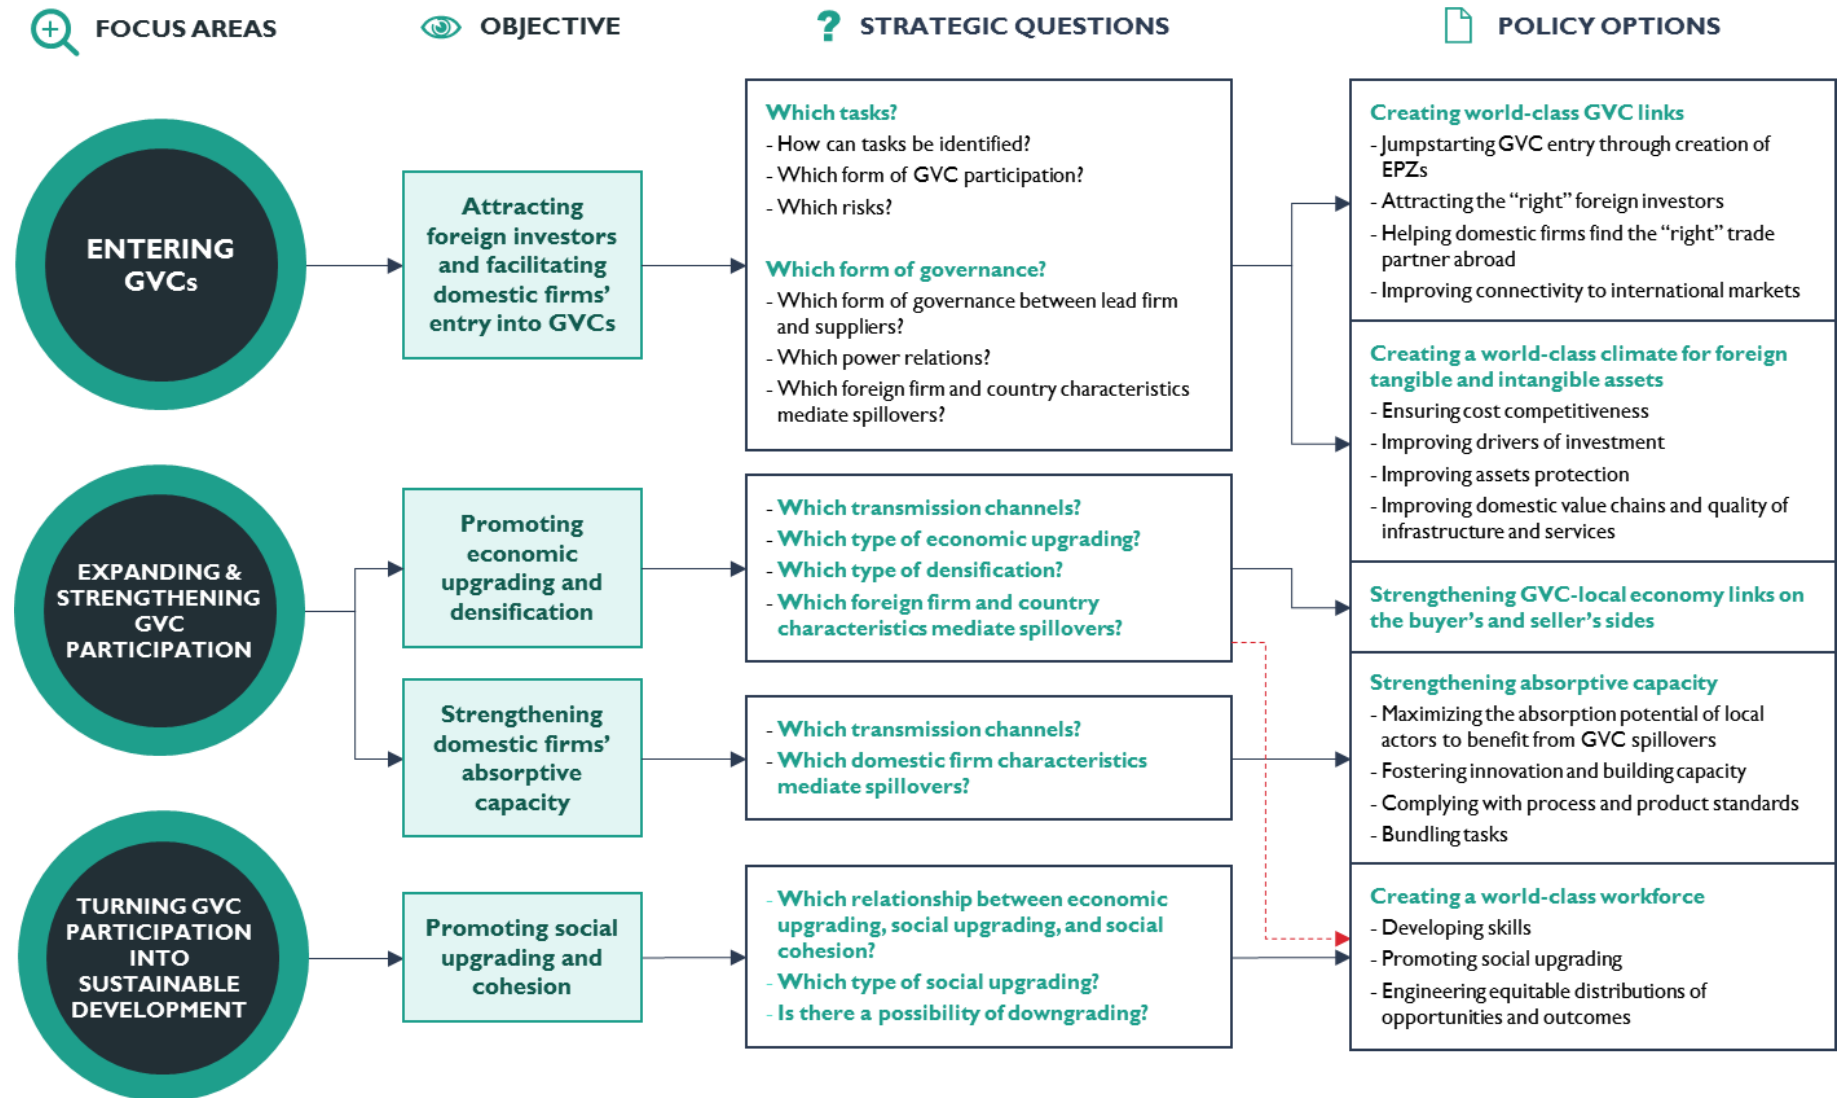 FOCUS AREAS
OBJECTIVE
? STRATEGIC QUESTIONS
POLICY OPTIONS
ENTERING
GVCs
Attracting
foreign investors
and facilitating
domestic firms'
entry into GVCs
Which tasks?
- How can tasks be identified?
- Which form of GVC participation?
- Which risks?
Which form of governance?
- Which form of governance between lead firm
and suppliers?
- Which power relations?
- Which foreign firm and country characteristics
mediate spillovers?
Creating world-class GVC links
- Jumpstarting GVC entry through creation of
EPZs
- Attracting the “right” foreign investors
- Helping domestic firms find the “right” trade
partner abroad
- Improving connectivity to international markets
Creating a world-class climate for foreign
tangible and intangible assets
- Ensuring cost competitiveness
- Improving drivers of investment
- Improving assets protection
- Improving domestic value chains and quality of
infrastructure and services
EXPANDING &
STRENGTHENING
GVC
PARTICIPATION
Promoting
economic
upgrading and
densification
- Which transmission channels?
- Which type of economic upgrading?
- Which type of densification?
- Which foreign firm and country
characteristics mediate spillovers?
Strengthening GVC-local economy links on
the buyer's and seller's sides
Strengthening
domestic firms'
absorptive
capacity
- Which transmission channels?
- Which domestic firm characteristics
mediate spillovers?
Strengthening absorptive capacity
- Maximizing the absorption potential of local
actors to benefit from GVC spillovers
- Fostering innovation and building capacity
- Complying with process and product standards
- Bundling tasks
TURNING GVC
PARTICIPATION
INTO
SUSTAINABLE
DEVELOPMENT
Promoting social
upgrading and
cohesion
- Which relationship between economic
upgrading, social upgrading, and social
cohesion?
- Which type of social upgrading?
- Is there a possibility of downgrading?
Creating a world-class workforce
- Developing skills
- Promoting social upgrading
- Engineering equitable distributions of
opportunities and outcomes